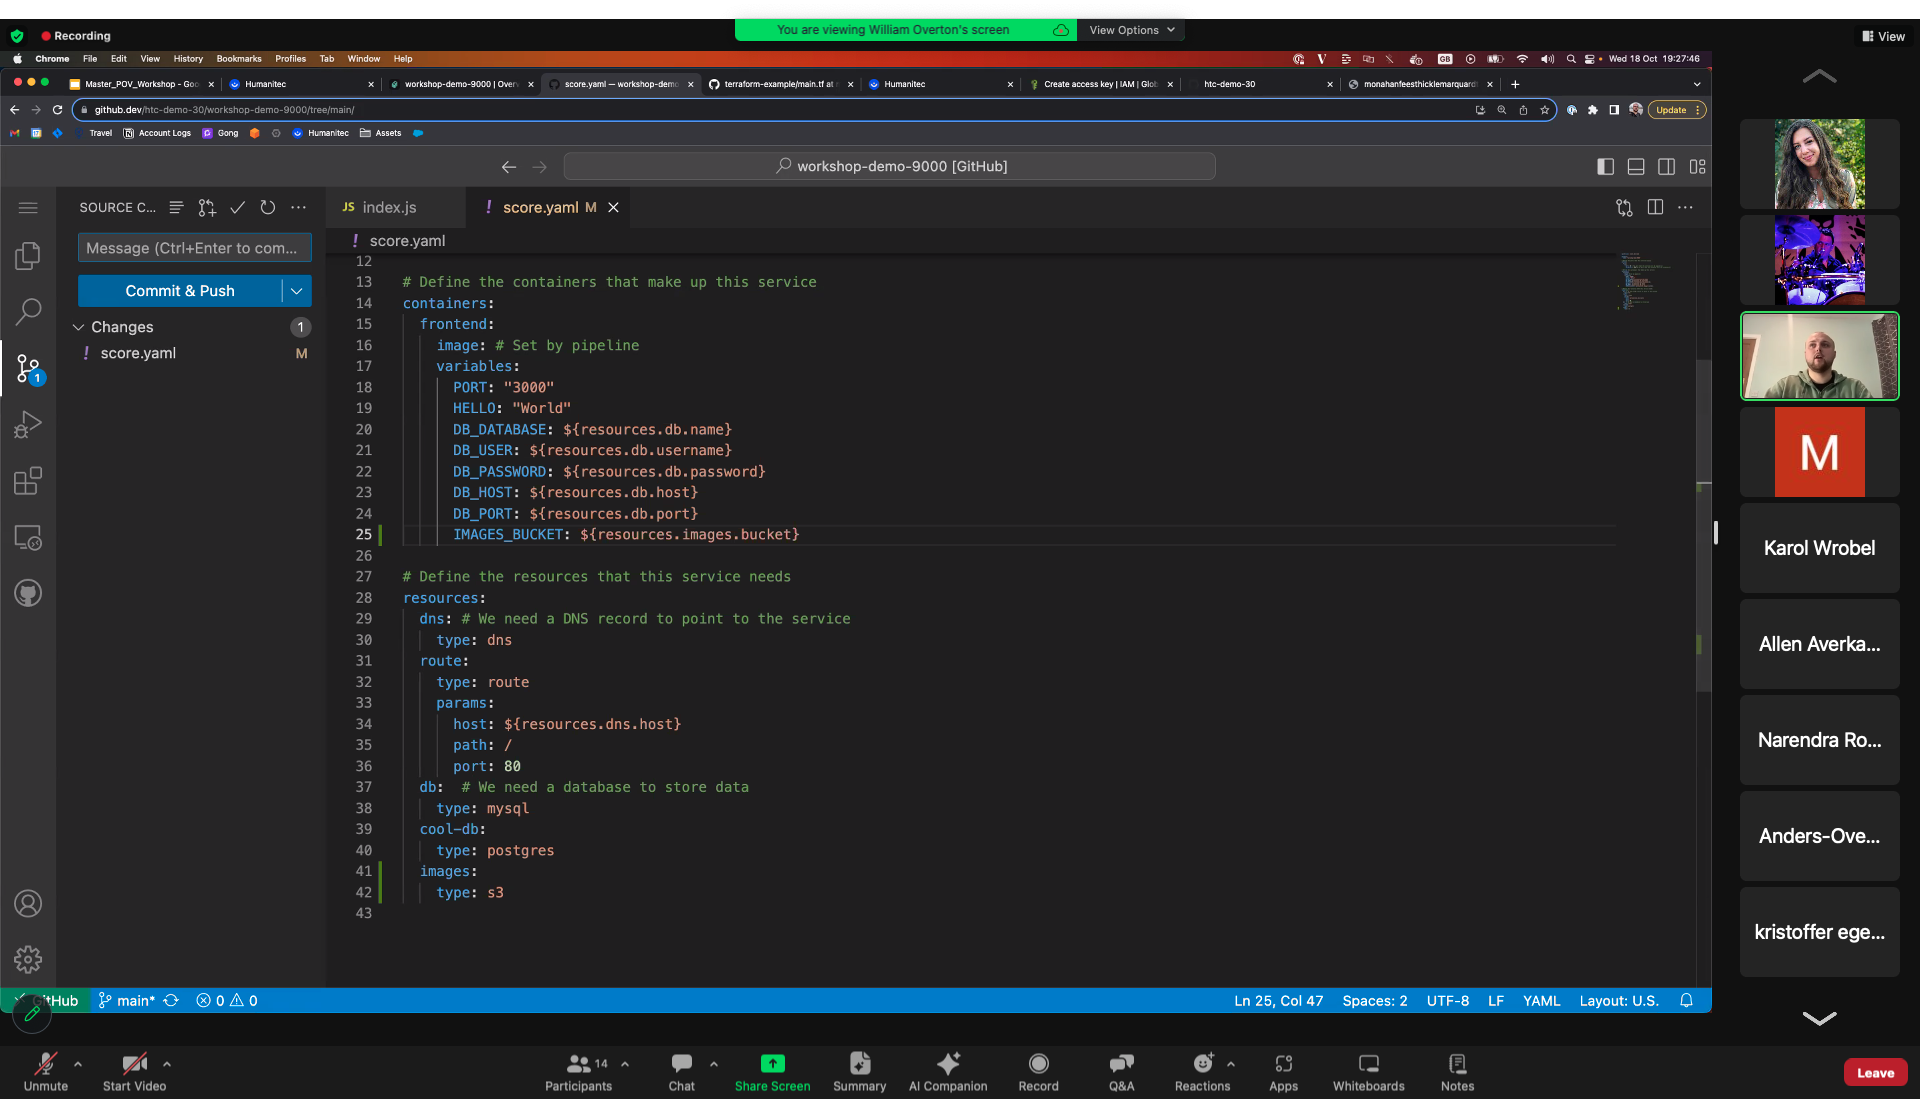 You are viewing William Overton's screen
View Options
Recording
View
Chrome File Edit View History Bookmarks Profiles Tab Window Help
GB
Wed 18 Oct 19:27:46
Master_POV_Workshop - Goo
Humanitec
workshop-demo-9000 | Overv
score.yaml — workshop-demo
terraform-example/main.tf at m
Humanitec
Create access key | IAM | Glob
htc-demo-30
monahanfeesthicklemarquardt
github.dev/htc-demo-30/workshop-demo-9000/tree/main/
Update
Travel
Account Logs
Gong
Humanitec
Assets
workshop-demo-9000 [GitHub]
SOURCE C...
JS index.js
! score.yaml M
Message (Ctrl+Enter to com...
! score.yaml
Commit & Push
Changes
1
! score.yaml
M
1
12
13 # Define the containers that make up this service
14 containers:
15 frontend:
16 image: # Set by pipeline
17 variables:
18 PORT: "3000"
19 HELLO: "World"
20 DB_DATABASE: ${resources.db.name}
21 DB_USER: ${resources.db.username}
22 DB_PASSWORD: ${resources.db.password}
23 DB_HOST: ${resources.db.host}
24 DB_PORT: ${resources.db.port}
25 IMAGES_BUCKET: ${resources.images.bucket}
26
27 # Define the resources that this service needs
28 resources:
29 dns: # We need a DNS record to point to the service
30 type: dns
31 route:
32 type: route
33 params:
34 host: ${resources.dns.host}
35 path: /
36 port: 80
37 db: # We need a database to store data
38 type: mysql
39 cool-db:
40 type: postgres
41 images:
42 type: s3
43
GitHub
main*
0
0
Ln 25, Col 47
Spaces: 2
UTF-8
LF
YAML
Layout: U.S.
M
Karol Wrobel
Allen Averka...
Narendra Ro...
Anders-Ove...
kristoffer ege...
Unmute
Start Video
14
Participants
Chat
Share Screen
Summary
AI Companion
Record
Q&A
Reactions
Apps
Whiteboards
Notes
Leave